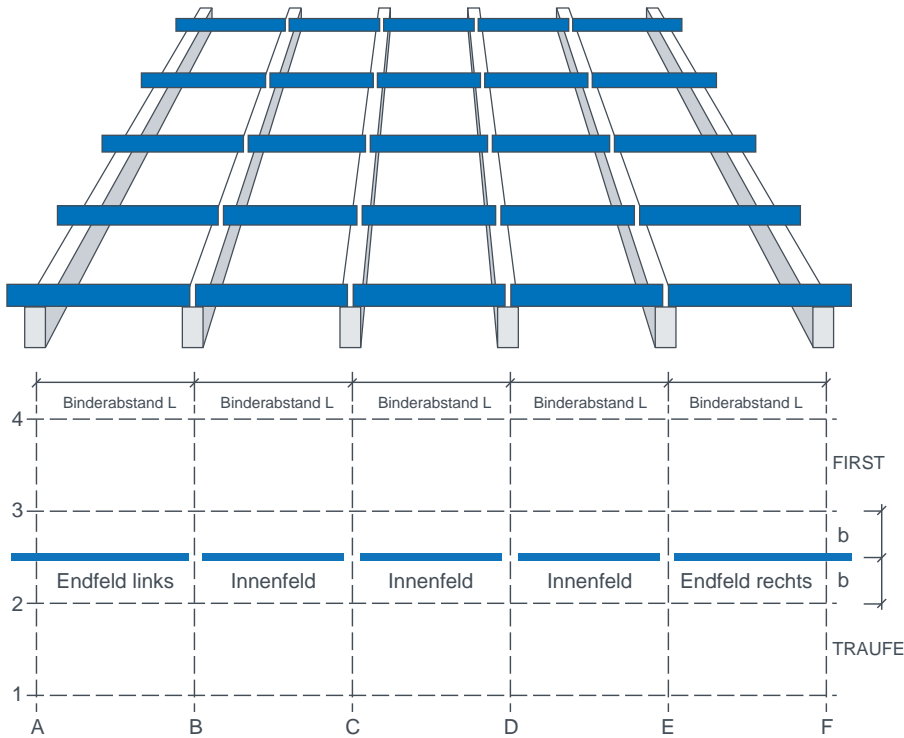 Binderabstand L Binderabstand L Binderabstand L Binderabstand L Binderabstand L
4
FIRST
3
b
Endfeld links Innenfeld Innenfeld Innenfeld Endfeld rechts b
2
TRAUFE
1
A B C D E F